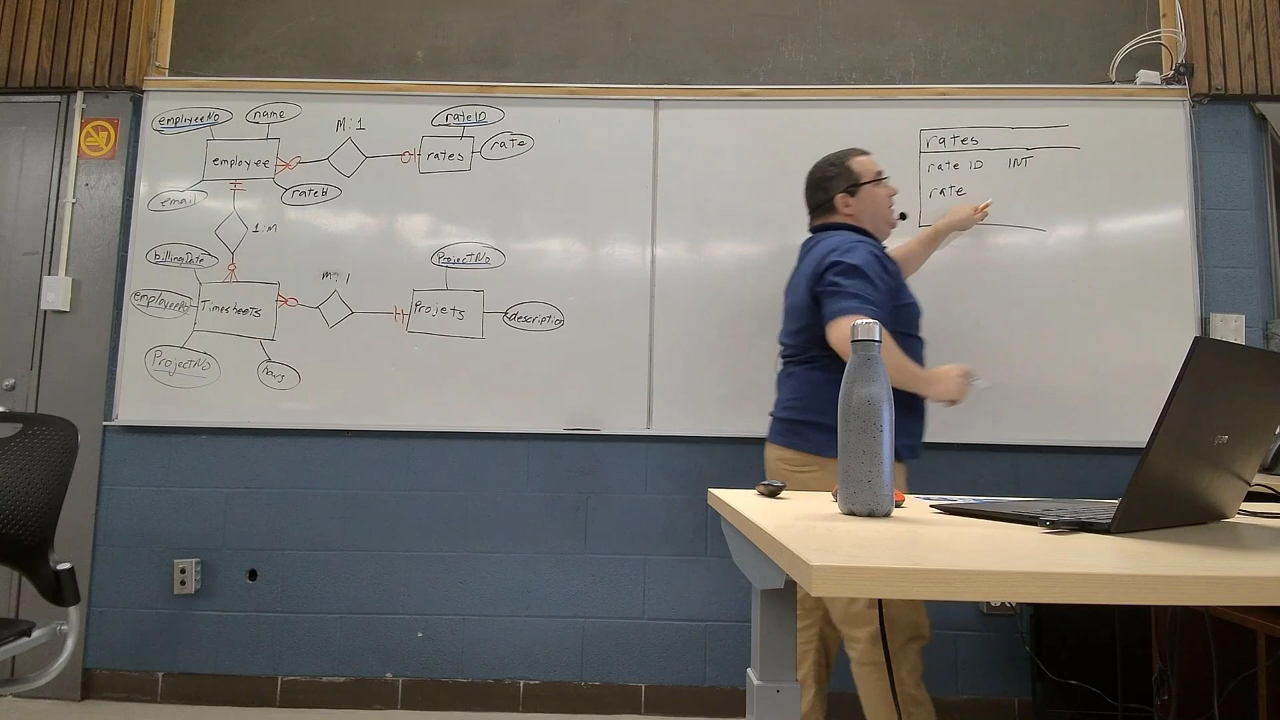 employeeNo
name
M:1
rateID
rate
employee
rates
email
rateId
1:M
billingDate
M:1
ProjectNo
employeeNo
Timesheets
Projets
description
ProjectNo
hours
rates
rate ID INT
rate